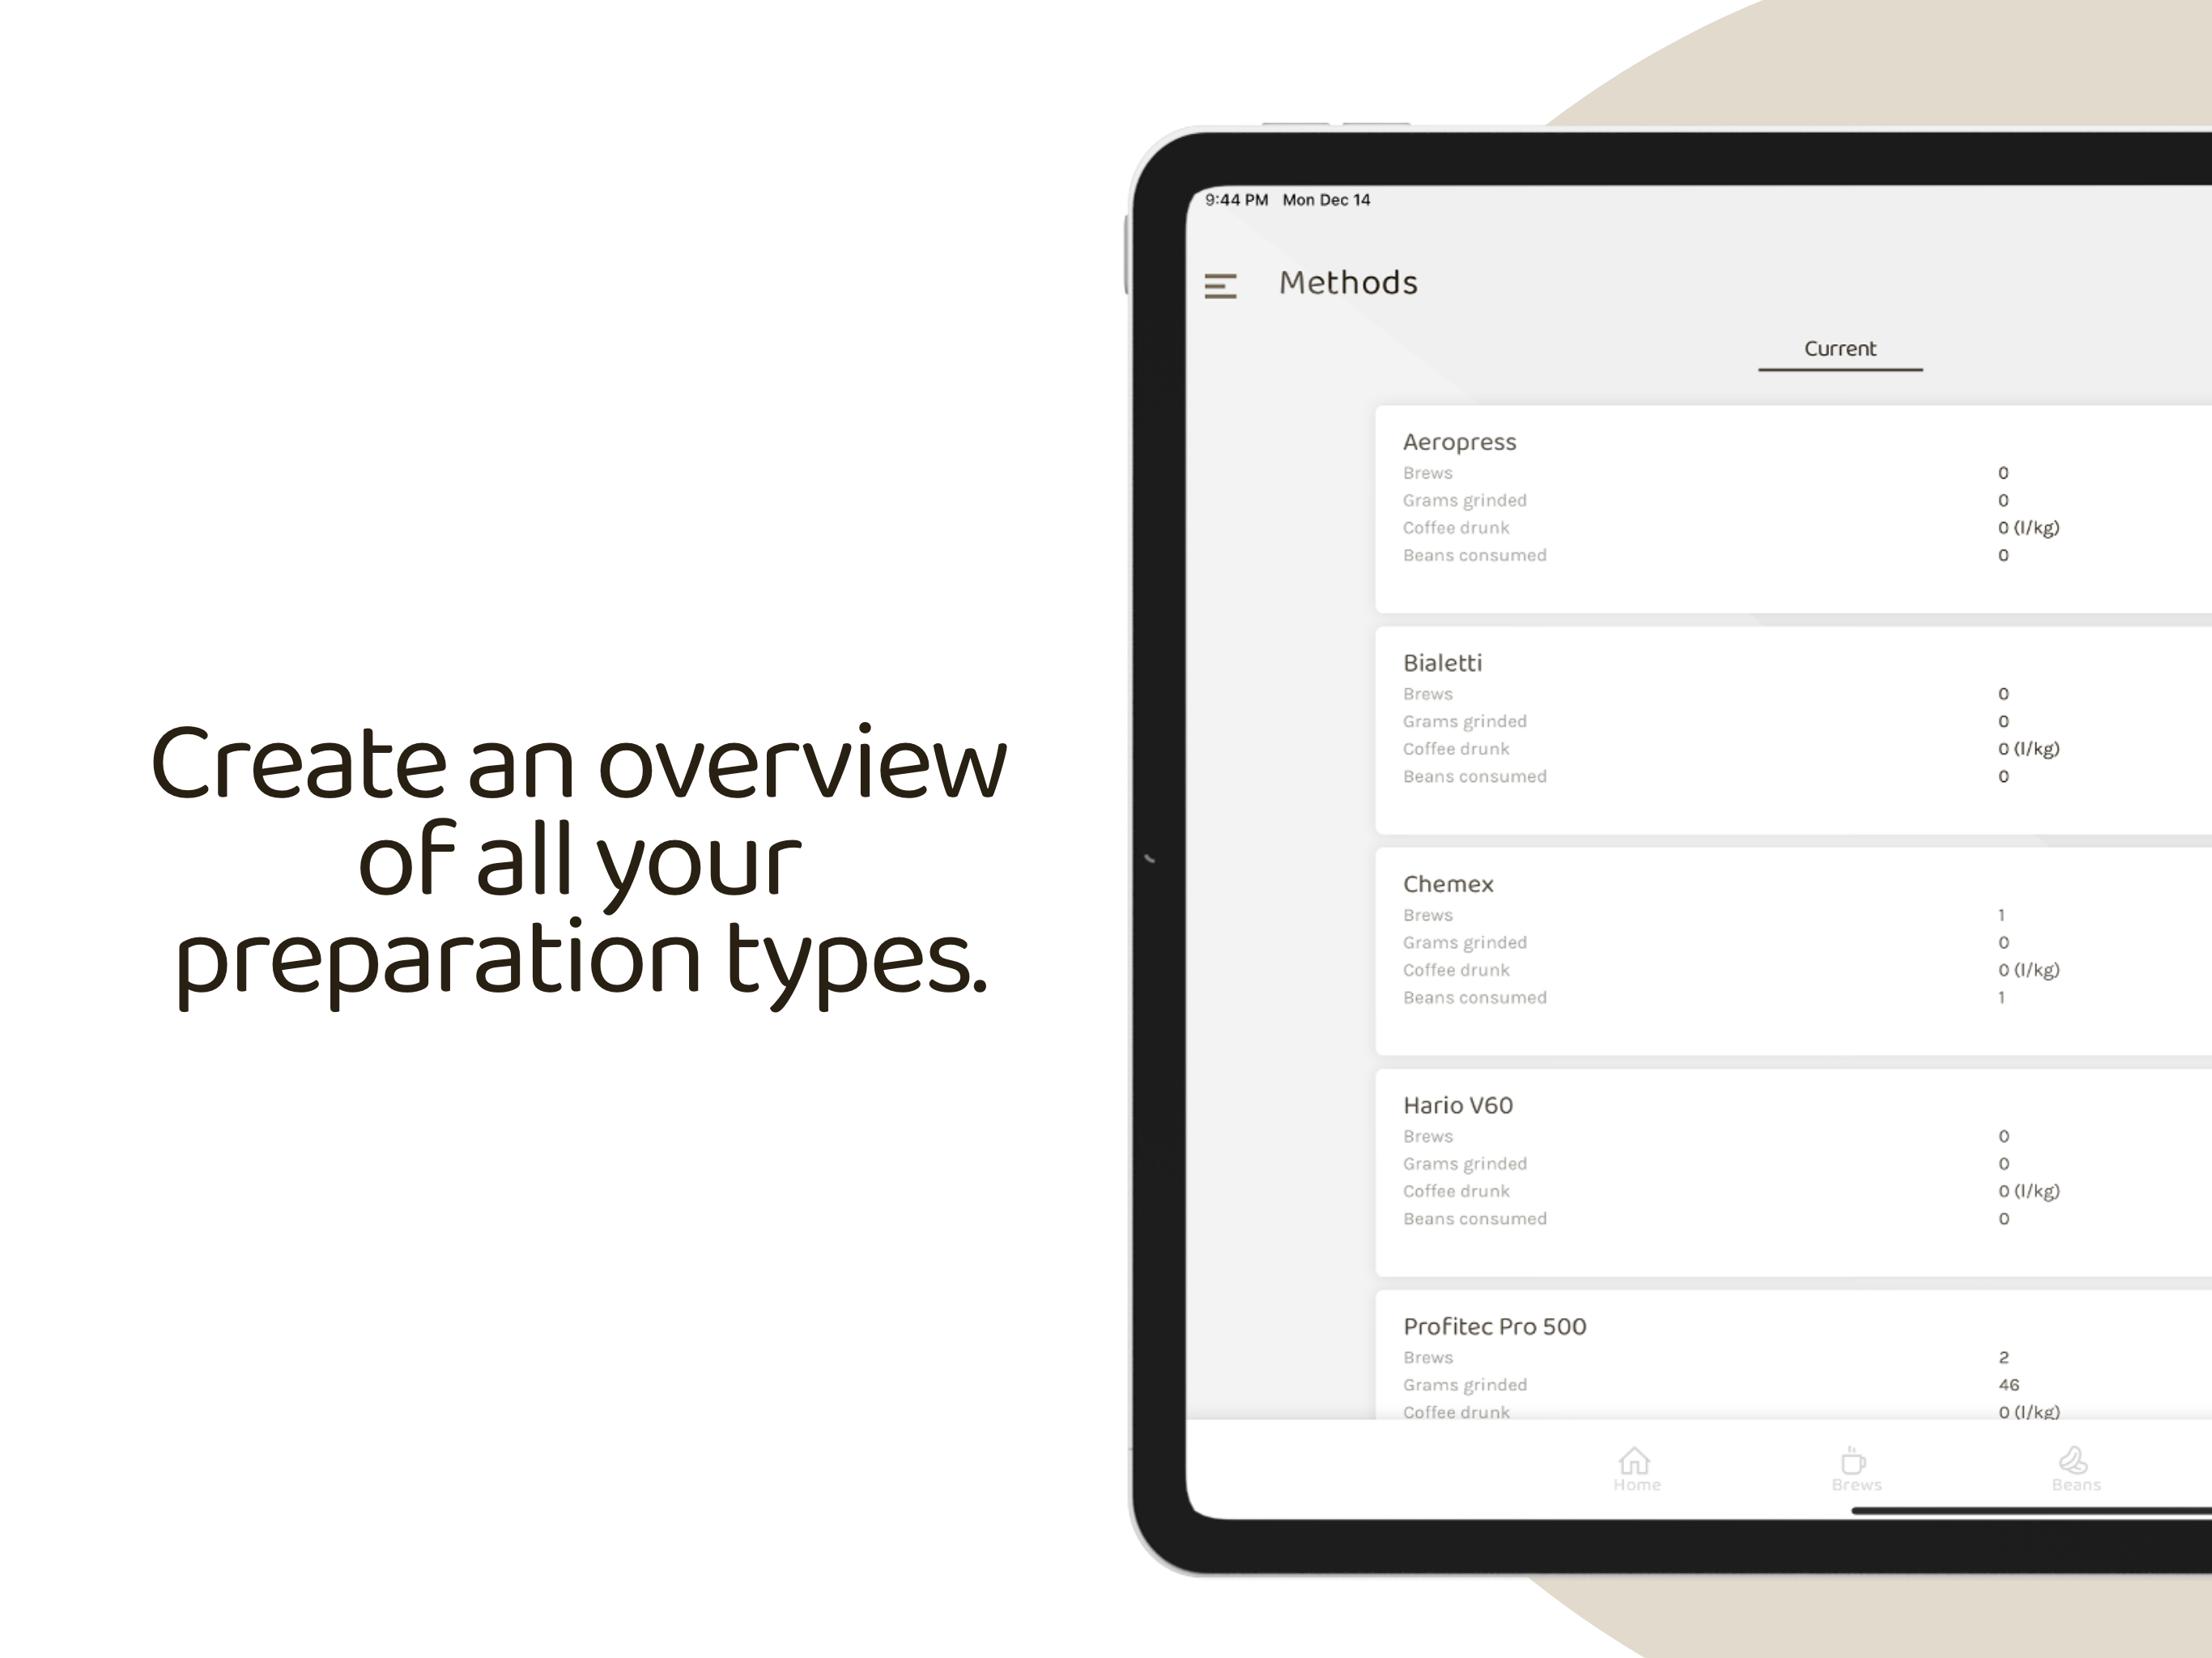 Create an overview
of all your
preparation types.
9:44 PM Mon Dec 14
Methods
Current
Aeropress
Brews 0
Grams grinded 0
Coffee drunk 0 (l/kg)
Beans consumed 0
Bialetti
Brews 0
Grams grinded 0
Coffee drunk 0 (l/kg)
Beans consumed 0
Chemex
Brews 1
Grams grinded 0
Coffee drunk 0 (l/kg)
Beans consumed 1
Hario V60
Brews 0
Grams grinded 0
Coffee drunk 0 (l/kg)
Beans consumed 0
Profitec Pro 500
Brews 2
Grams grinded 46
Coffee drunk 0 (l/kg)
Home Brews Beans